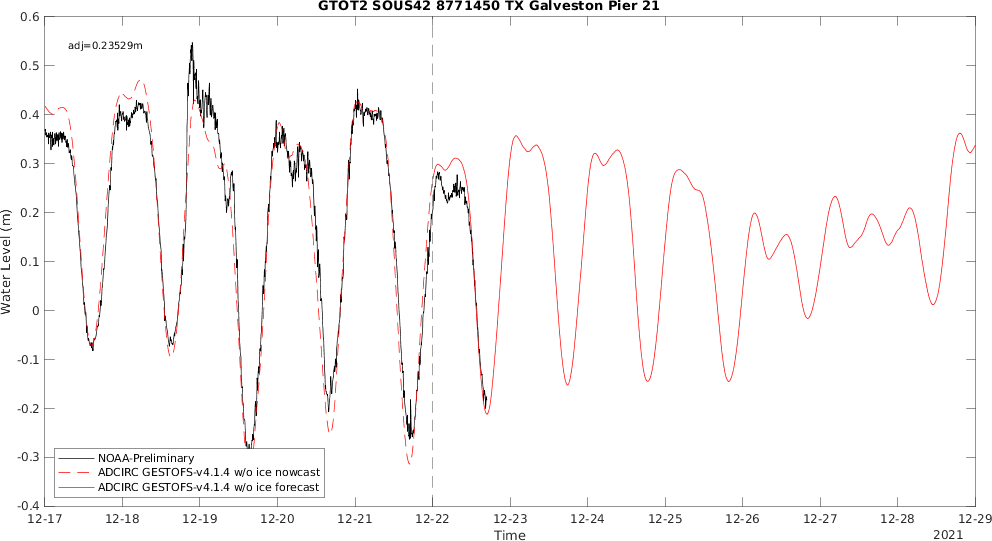 GTOT2 SOUS42 8771450 TX Galveston Pier 21
0.6
adj=0.23529m
0.5
0.4
0.3
0.2
0.1
0
-0.1
-0.2
-0.3
-0.4
Water Level (m)
NOAA-Preliminary
ADCIRC GESTOFS-v4.1.4 w/o ice nowcast
ADCIRC GESTOFS-v4.1.4 w/o ice forecast
12-17 12-18 12-19 12-20 12-21 12-22 12-23 12-24 12-25 12-26 12-27 12-28 12-29
Time
2021